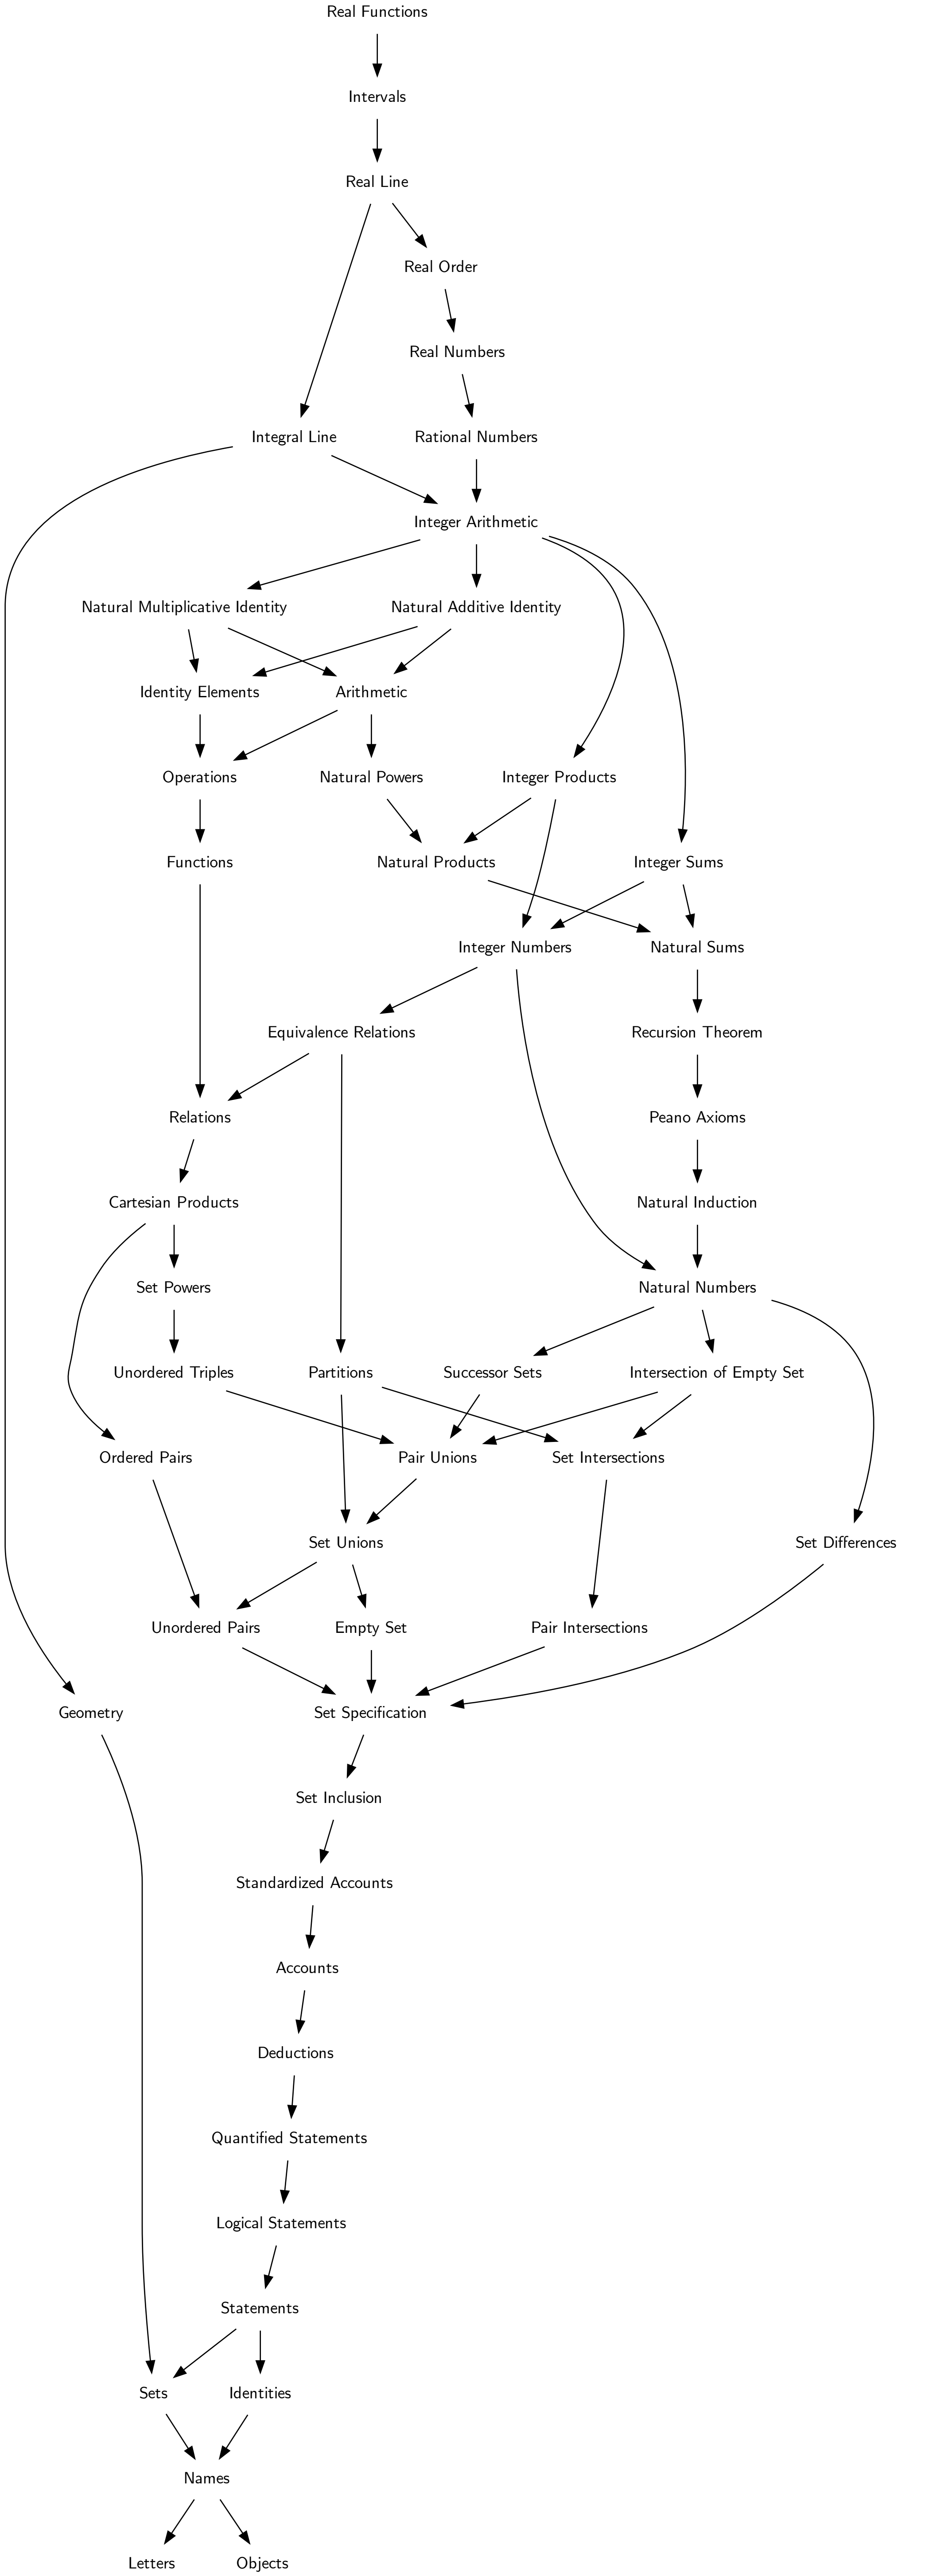 Real Functions
Intervals
Real Line
Real Order
Real Numbers
Integral Line
Rational Numbers
Integer Arithmetic
Natural Multiplicative Identity
Natural Additive Identity
Identity Elements
Arithmetic
Operations
Natural Powers
Integer Products
Functions
Natural Products
Integer Sums
Integer Numbers
Natural Sums
Equivalence Relations
Recursion Theorem
Relations
Peano Axioms
Cartesian Products
Natural Induction
Set Powers
Natural Numbers
Unordered Triples
Partitions
Successor Sets
Intersection of Empty Set
Ordered Pairs
Pair Unions
Set Intersections
Set Unions
Set Differences
Unordered Pairs
Empty Set
Pair Intersections
Geometry
Set Specification
Set Inclusion
Standardized Accounts
Accounts
Deductions
Quantified Statements
Logical Statements
Statements
Sets
Identities
Names
Letters
Objects